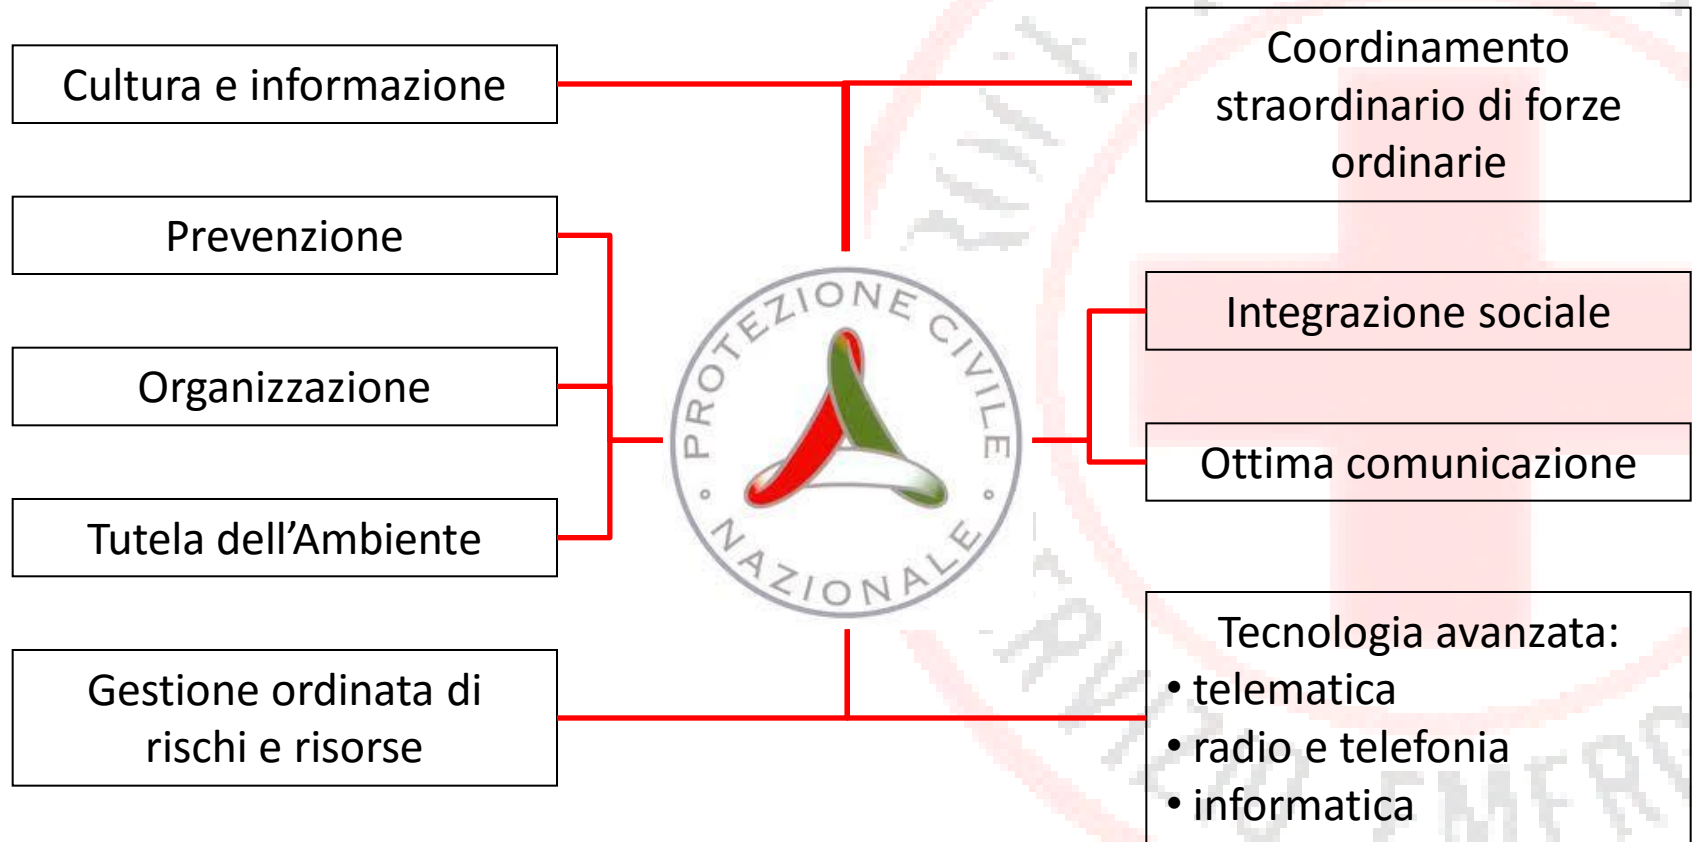 Cultura e informazione
Prevenzione
Organizzazione
Tutela dell’Ambiente
Gestione ordinata di
rischi e risorse
PROTEZIONE CIVILE
NAZIONALE
Coordinamento
straordinario di forze
ordinarie
Integrazione sociale
Ottima comunicazione
Tecnologia avanzata:
• telematica
• radio e telefonia
• informatica